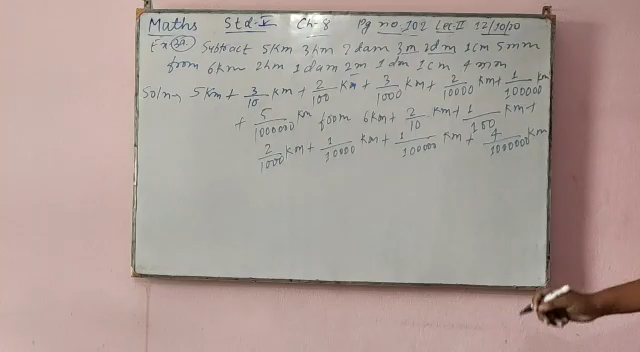 Maths Std-V Ch-8 Pg no. 102 Lec-II 12/10/20
Ex 39a Subtract 5km 3hm 2 dam 3m 2dm 1cm 5mm
from 6km 2hm 1dam 2m 1dm 1cm 4mm
Soln → 5km + 3/10 km + 2/100 km + 3/1000 km + 2/10000 km + 1/100000 km
+ 5/1000000 km from 6km + 2/10 km + 1/100 km +
2/1000 km + 1/10000 km + 1/100000 km + 4/1000000 km